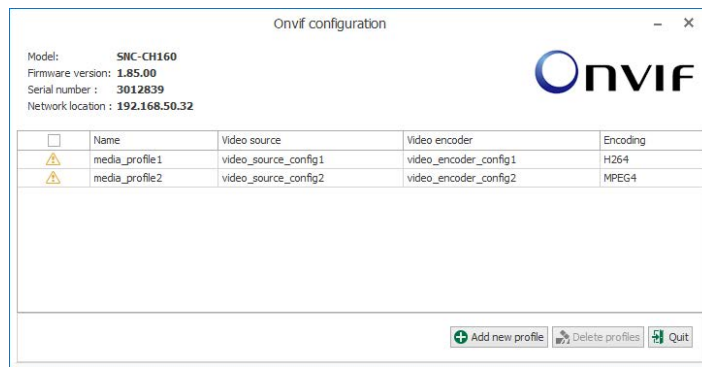 Onvif configuration
Model: SNC-CH160
Firmware version: 1.85.00
Serial number : 3012839
Network location : 192.168.50.32
ONVIF
Name Video source Video encoder Encoding
media_profile1 video_source_config1 video_encoder_config1 H264
media_profile2 video_source_config2 video_encoder_config2 MPEG4
Add new profile Delete profiles Quit